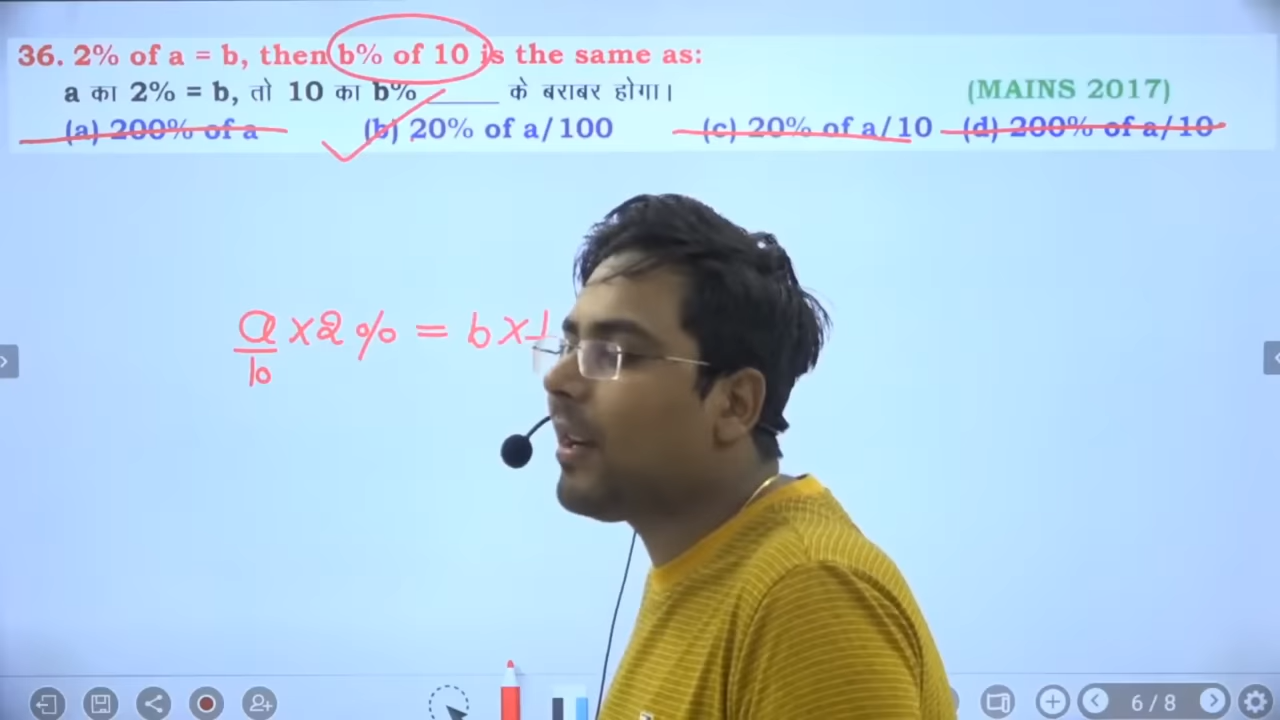 36. 2% of a = b, then b% of 10 is the same as:
a का 2% = b, तो 10 का b% ______ के बराबर होगा। (MAINS 2017)
(a) 200% of a (b) 20% of a/100 (c) 20% of a/10 (d) 200% of a/10
a/10 × 2% = b ×
6 / 8